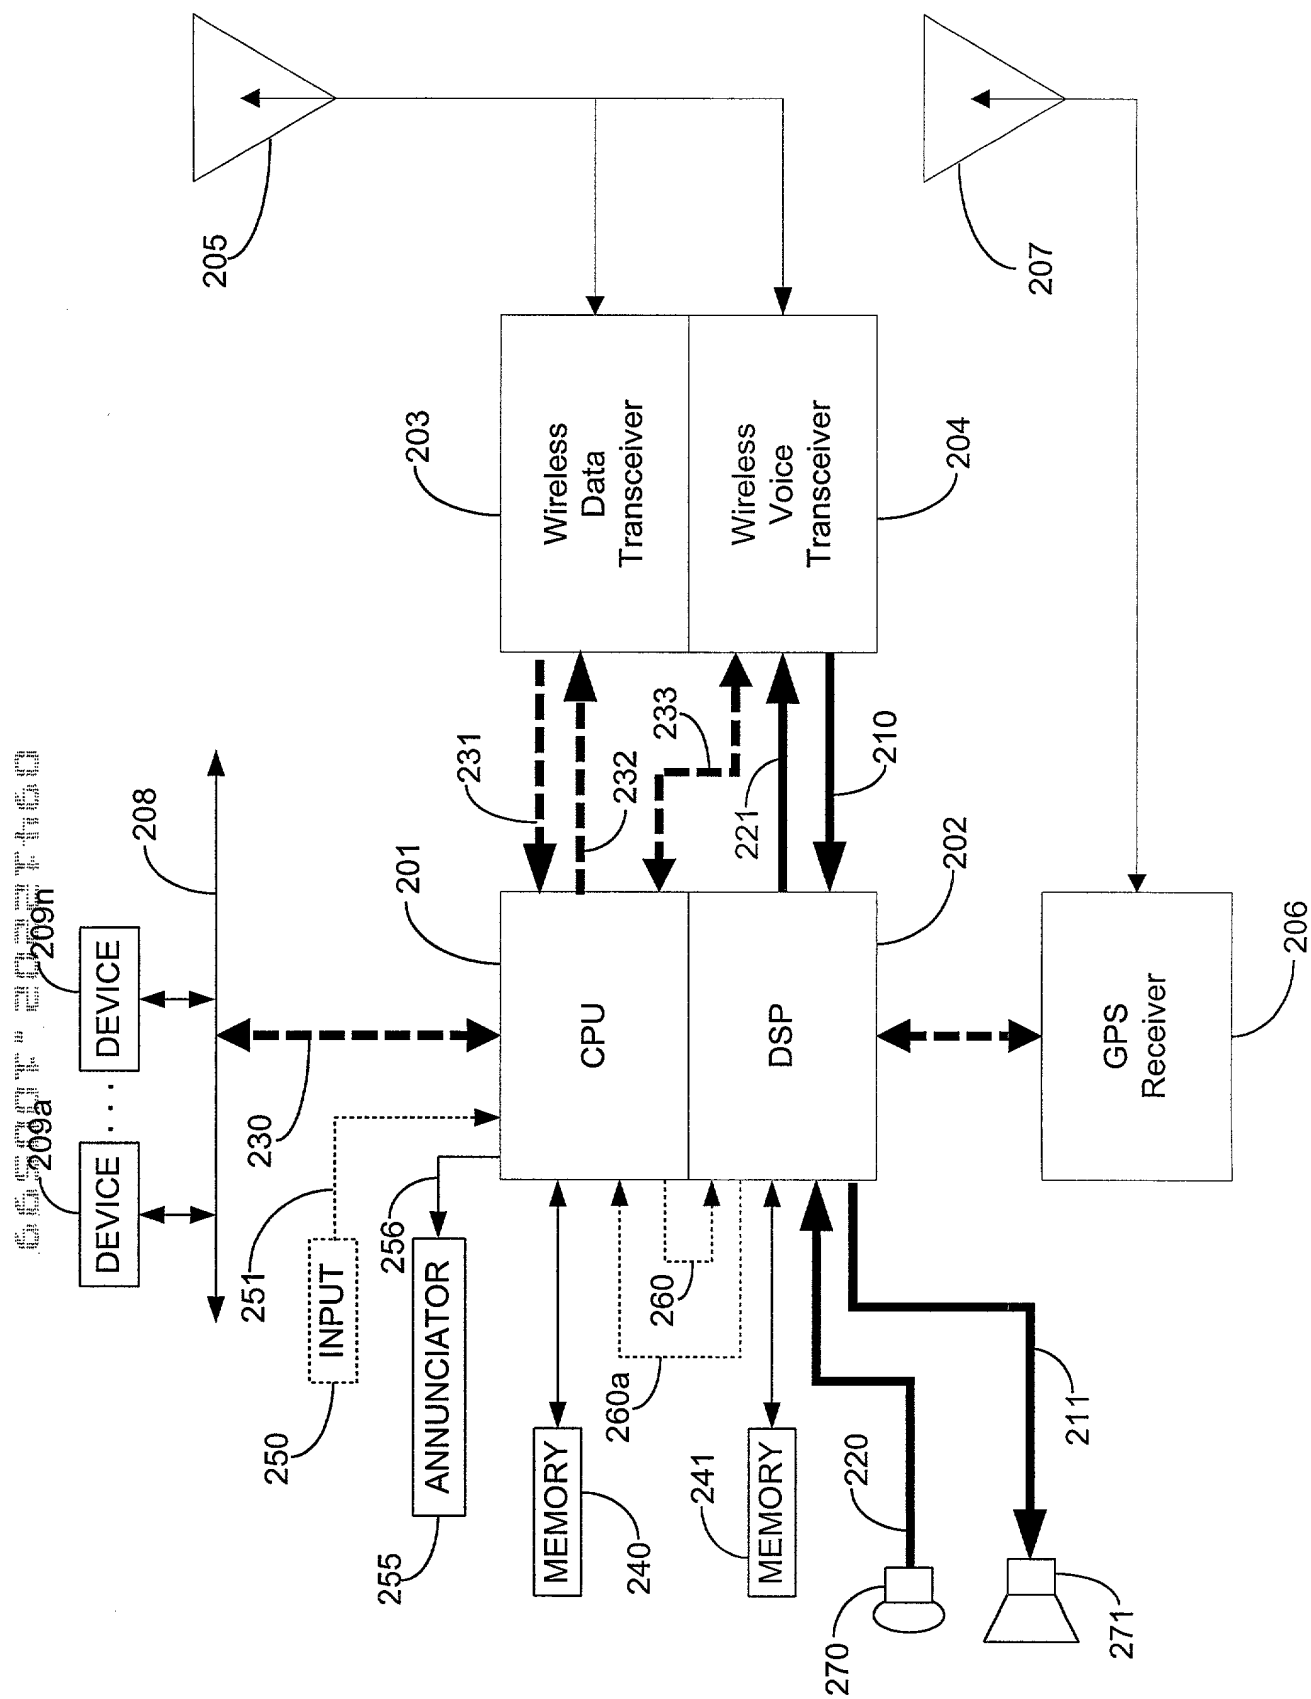 209a
209n
DEVICE
. . .
DEVICE
208
251
230
INPUT
250
256
ANNUNCIATOR
255
201
CPU
DSP
202
231
232
233
221
210
203
Wireless
Data
Transceiver
Wireless
Voice
Transceiver
204
205
207
MEMORY
240
260a
260
241
MEMORY
220
270
211
271
GPS
Receiver
206